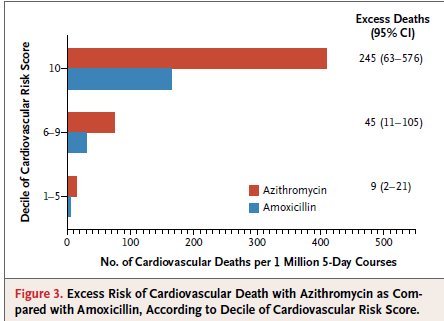 Excess Deaths
(95% CI)
Decile of Cardiovascular Risk Score
10
245 (63–576)
6–9
45 (11–105)
1–5
9 (2–21)
Azithromycin
Amoxicillin
0 100 200 300 400 500
No. of Cardiovascular Deaths per 1 Million 5-Day Courses
Figure 3. Excess Risk of Cardiovascular Death with Azithromycin as Com-
pared with Amoxicillin, According to Decile of Cardiovascular Risk Score.